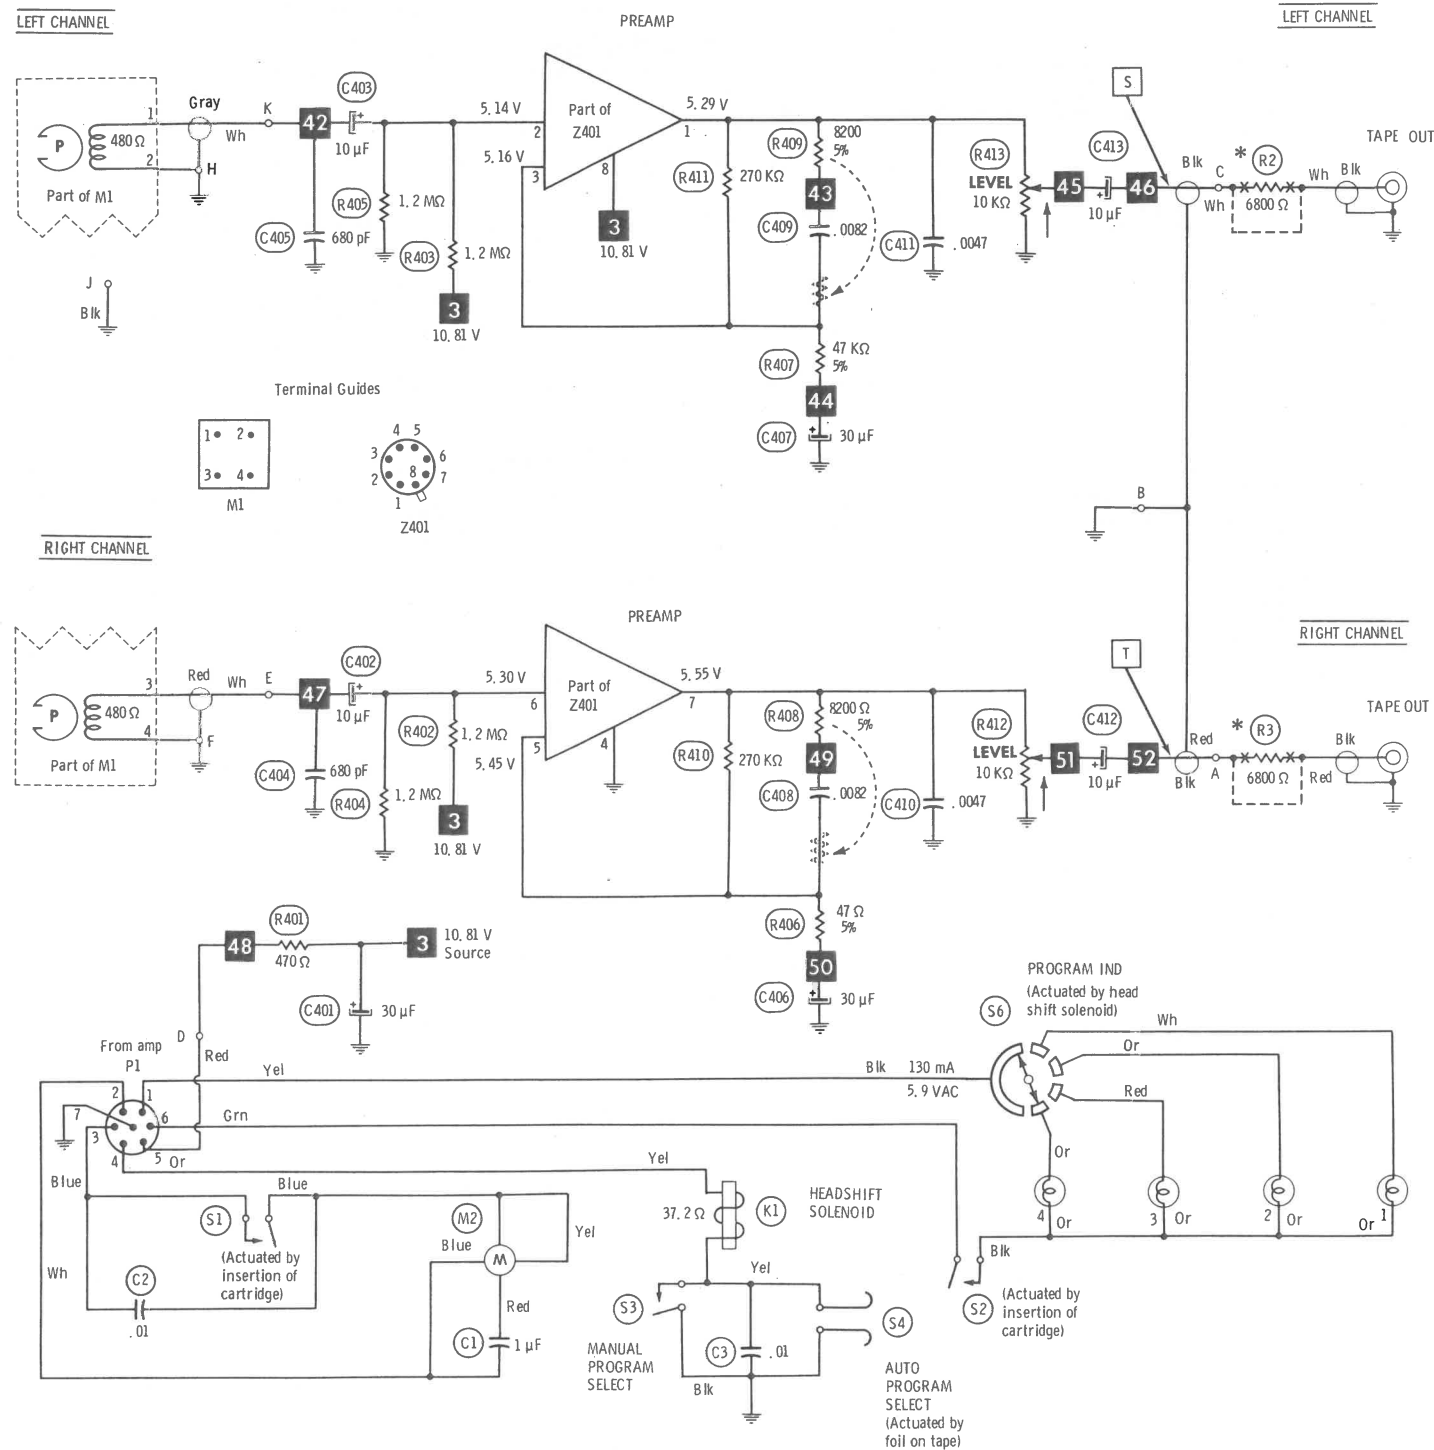 LEFT CHANNEL
PREAMP
LEFT CHANNEL
1
480 Ω
P
2
Part of M1
Gray
Wh
K
H
42
C403
10 µF
C405
680 pF
R405
1.2 MΩ
R403
1.2 MΩ
3
10.81 V
5.14 V
2
5.16 V
3
Part of
Z401
8
3
10.81 V
5.29 V
1
R411
270 KΩ
R409
8200
5%
43
C409
.0082
C411
.0047
R407
47 KΩ
5%
44
C407
30 µF
R413
LEVEL
10 KΩ
45
C413
10 µF
46
S
Blk
C
Wh
* R2
6800 Ω
Wh
Blk
TAPE OUT
J
Blk
Terminal Guides
1 2
3 4
M1
4 5
3 6
2 8 7
1
Z401
B
RIGHT CHANNEL
PREAMP
RIGHT CHANNEL
3
480 Ω
P
4
Part of M1
Red
Wh
E
F
47
C402
10 µF
C404
680 pF
R404
1.2 MΩ
R402
1.2 MΩ
3
10.81 V
5.30 V
6
5
5.45 V
Part of
Z401
4
5.55 V
7
R410
270 KΩ
R408
8200 Ω
5%
49
C408
.0082
C410
.0047
R406
47 Ω
5%
50
C406
30 µF
R412
LEVEL
10 KΩ
51
C412
10 µF
52
T
Red
Blk
A
* R3
6800 Ω
Blk
Red
TAPE OUT
48
R401
470 Ω
3
10.81 V
Source
C401
30 µF
D
Red
From amp
P1
2 1
7 6
3
4 5
Yel
Grn
Or
Blue
Wh
Blk
130 mA
5.9 VAC
PROGRAM IND
(Actuated by head
shift solenoid)
S6
Wh
Or
Red
Or
4
Or
3
Or
2
Or
Or 1
Blue
S1
(Actuated by
insertion of
cartridge)
C2
.01
M2
Blue
M
Yel
Red
C1
1 µF
Yel
37.2 Ω
K1
HEADSHIFT
SOLENOID
Yel
S3
MANUAL
PROGRAM
SELECT
C3
.01
Blk
S4
AUTO
PROGRAM
SELECT
(Actuated by
foil on tape)
Blk
S2
(Actuated by
insertion of
cartridge)